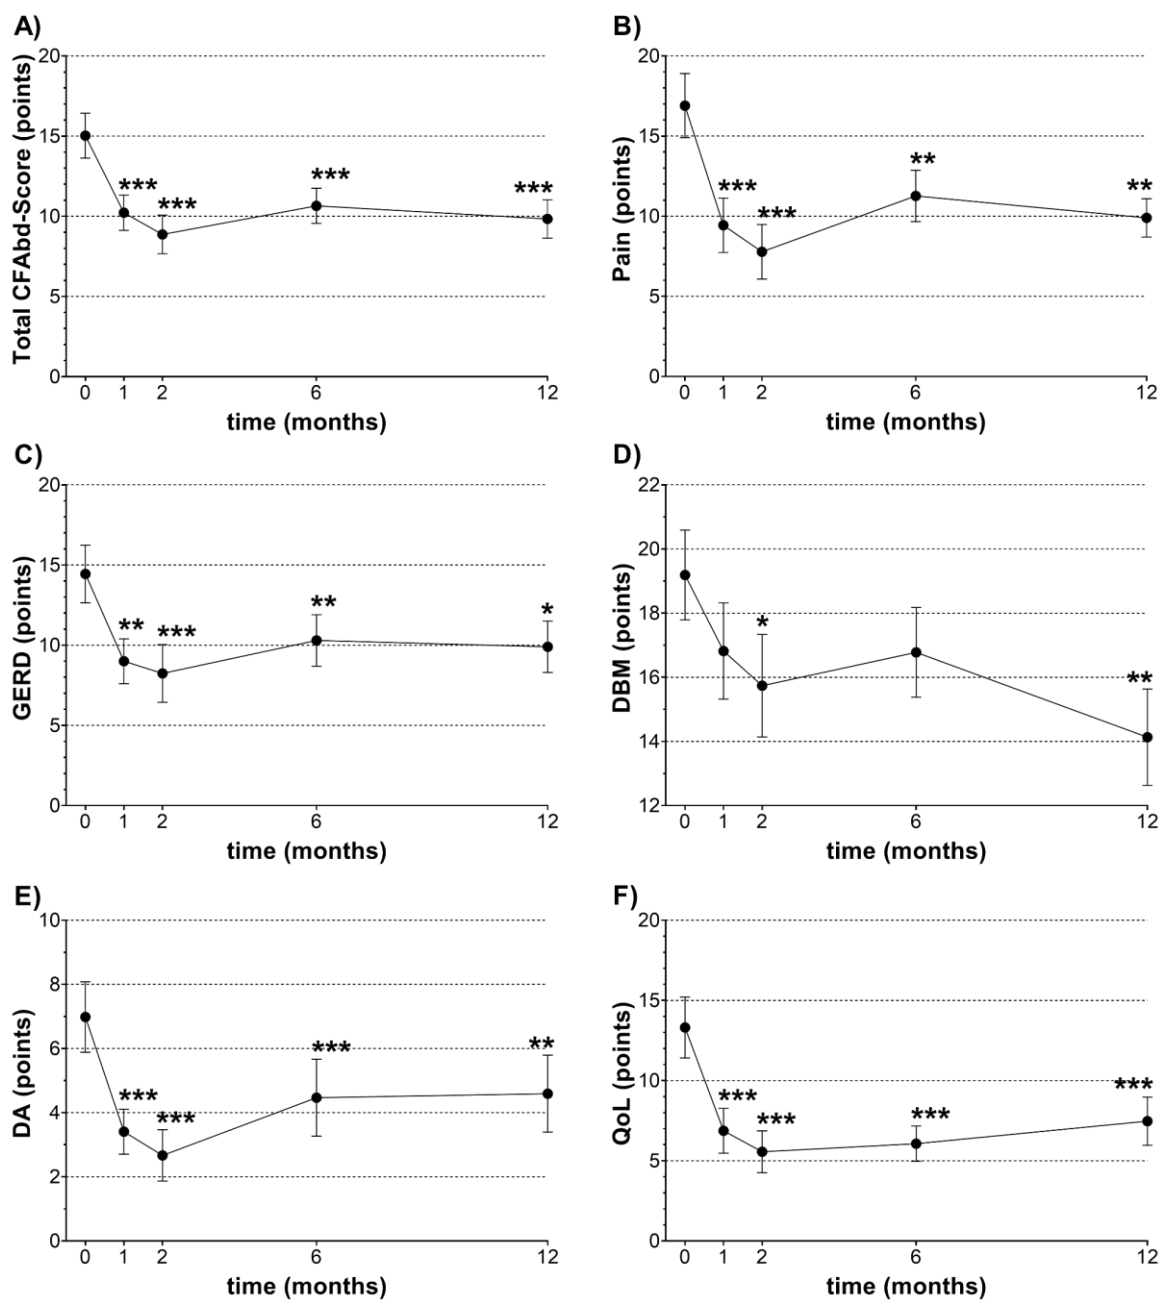 A)
Total CFAbd-Score (points)
20
15
10
5
0
***
***
***
***
0 1 2 6 12
time (months)
B)
Pain (points)
20
15
10
5
0
***
***
**
**
0 1 2 6 12
time (months)
C)
GERD (points)
20
15
10
5
0
**
***
**
*
0 1 2 6 12
time (months)
D)
DBM (points)
22
20
18
16
14
12
*
**
0 1 2 6 12
time (months)
E)
DA (points)
10
8
6
4
2
0
***
***
***
**
0 1 2 6 12
time (months)
F)
QoL (points)
20
15
10
5
0
***
***
***
***
0 1 2 6 12
time (months)